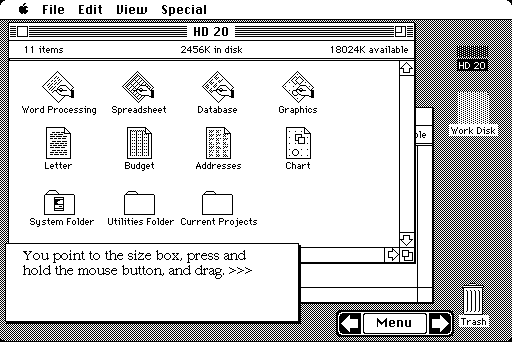 File Edit View Special
HD 20
11 items 2456K in disk 18024K available
HD 20
Word Processing Spreadsheet Database Graphics
Work Disk
Letter Budget Addresses Chart
System Folder Utilities Folder Current Projects
You point to the size box, press and
hold the mouse button, and drag. >>>
Menu
Trash